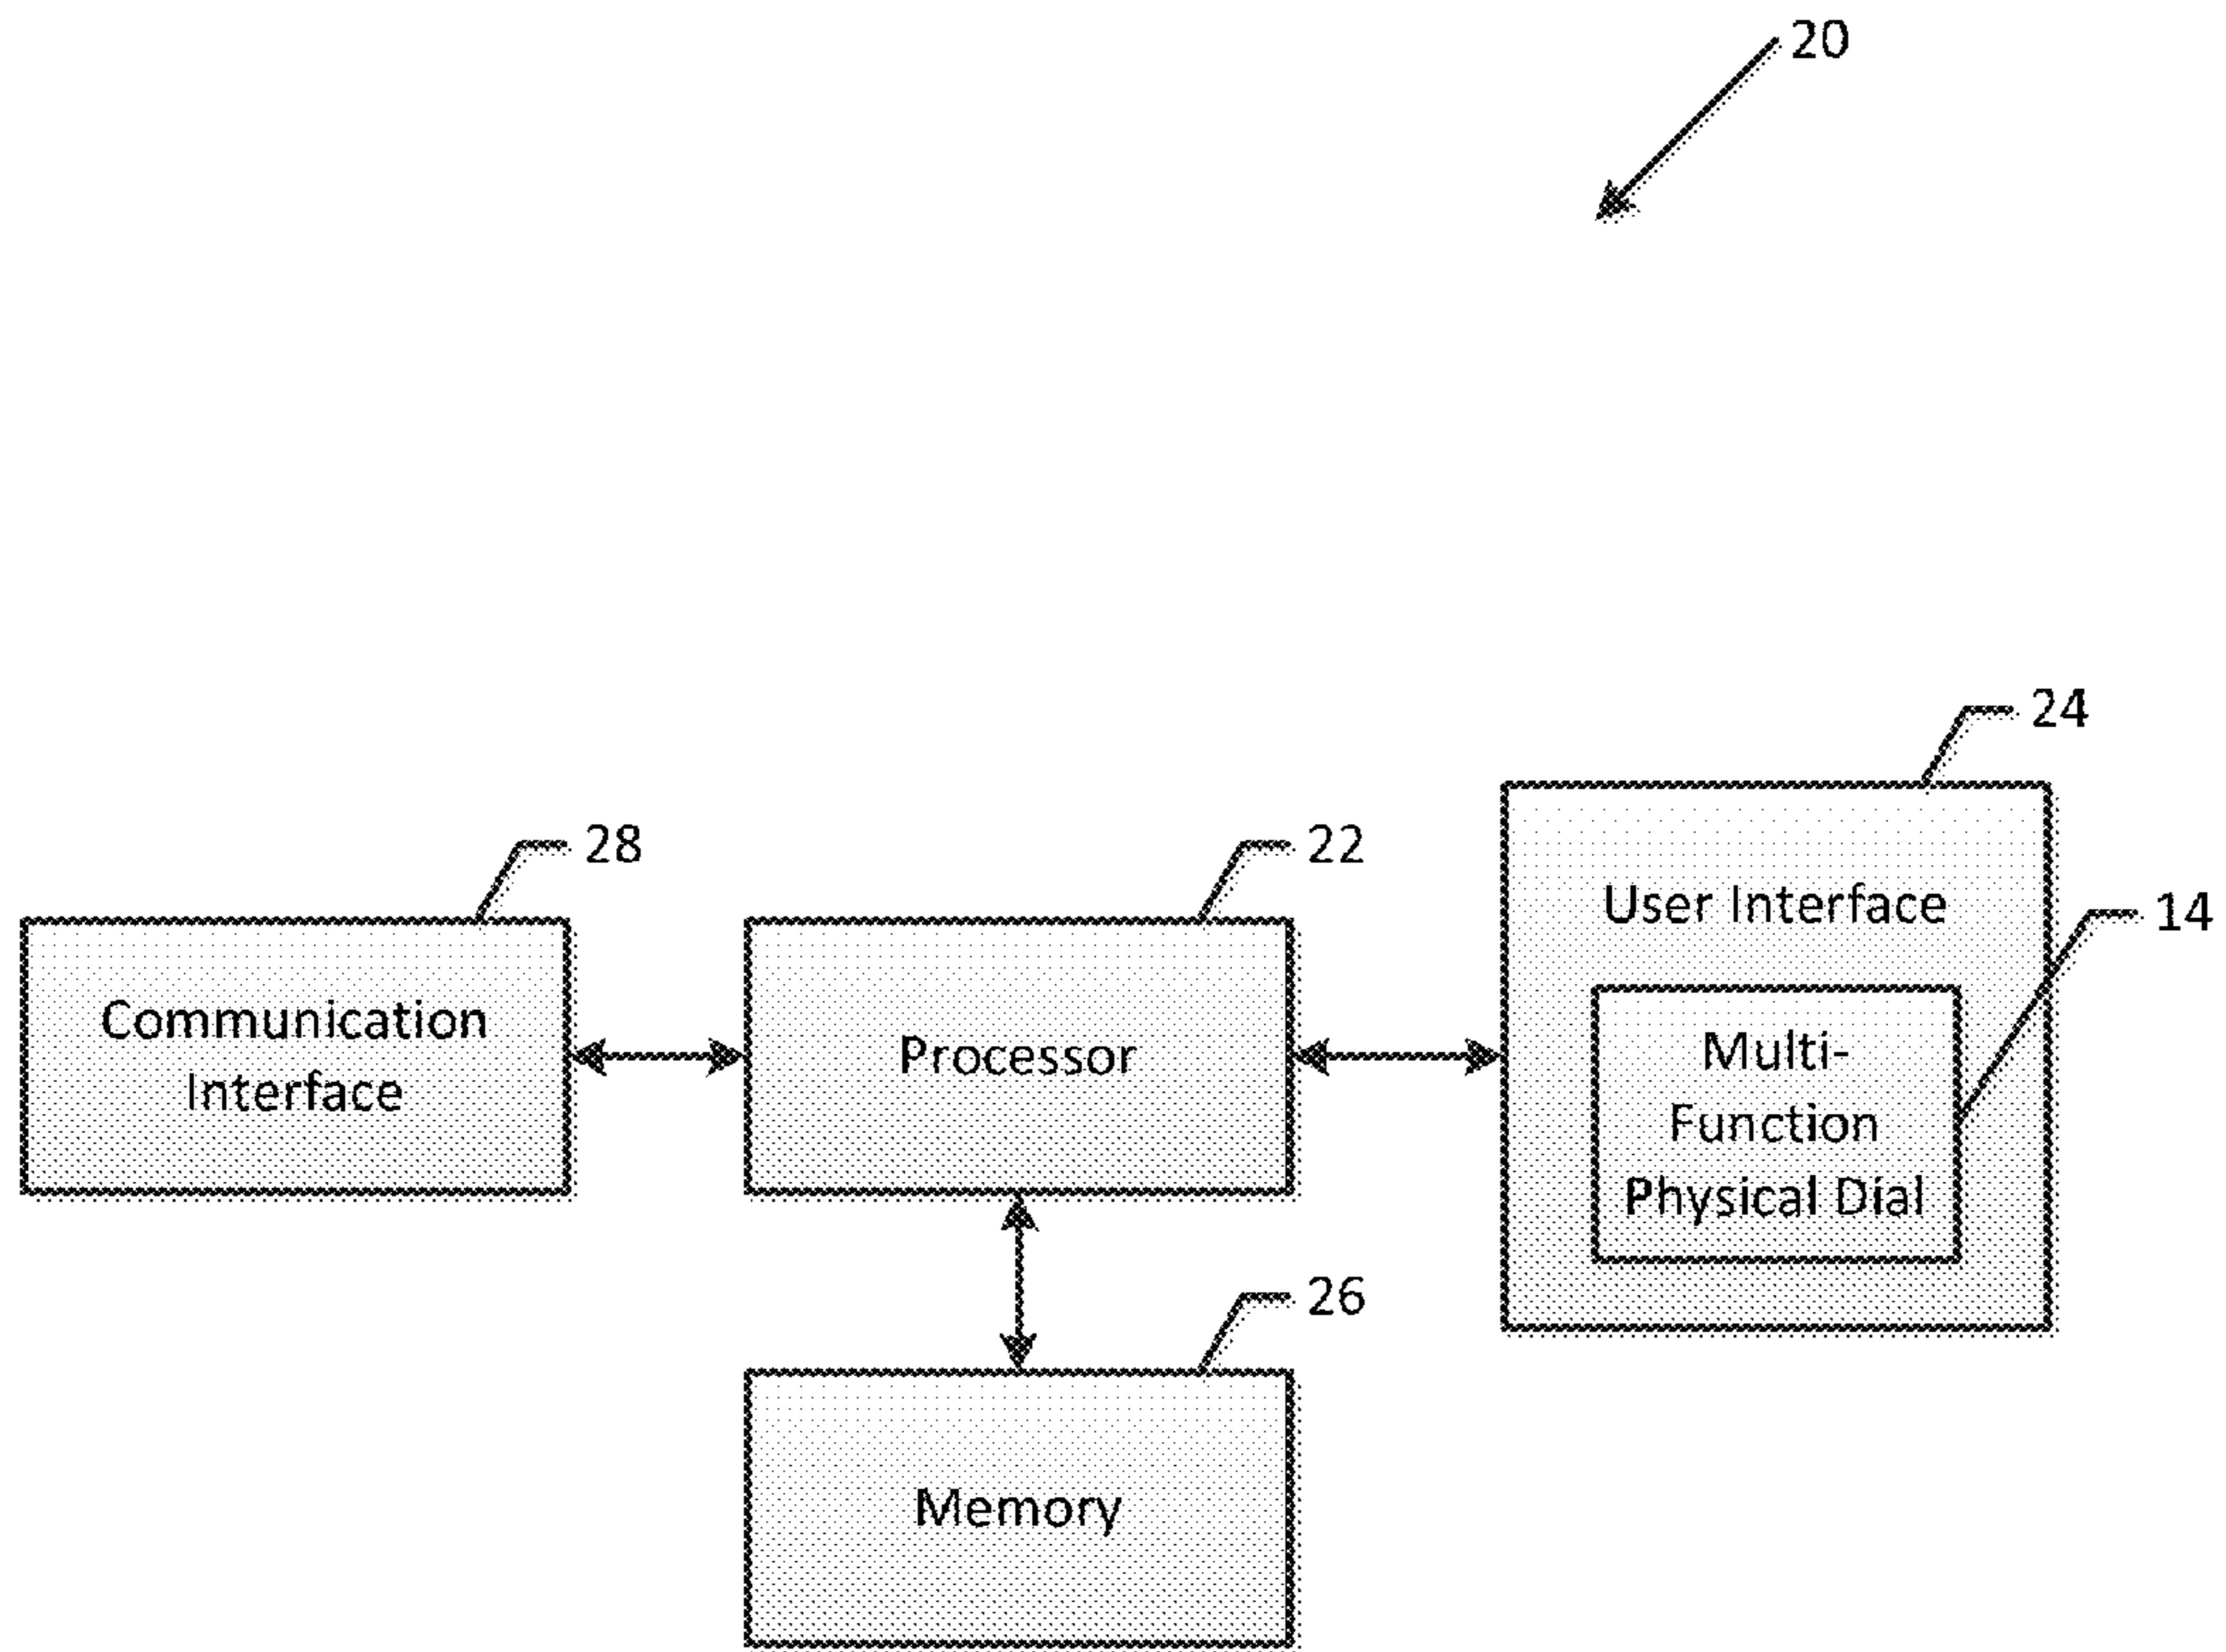 20
24
28
22
User Interface
14
Communication
Interface
Processor
Multi-
Function
Physical Dial
26
Memory